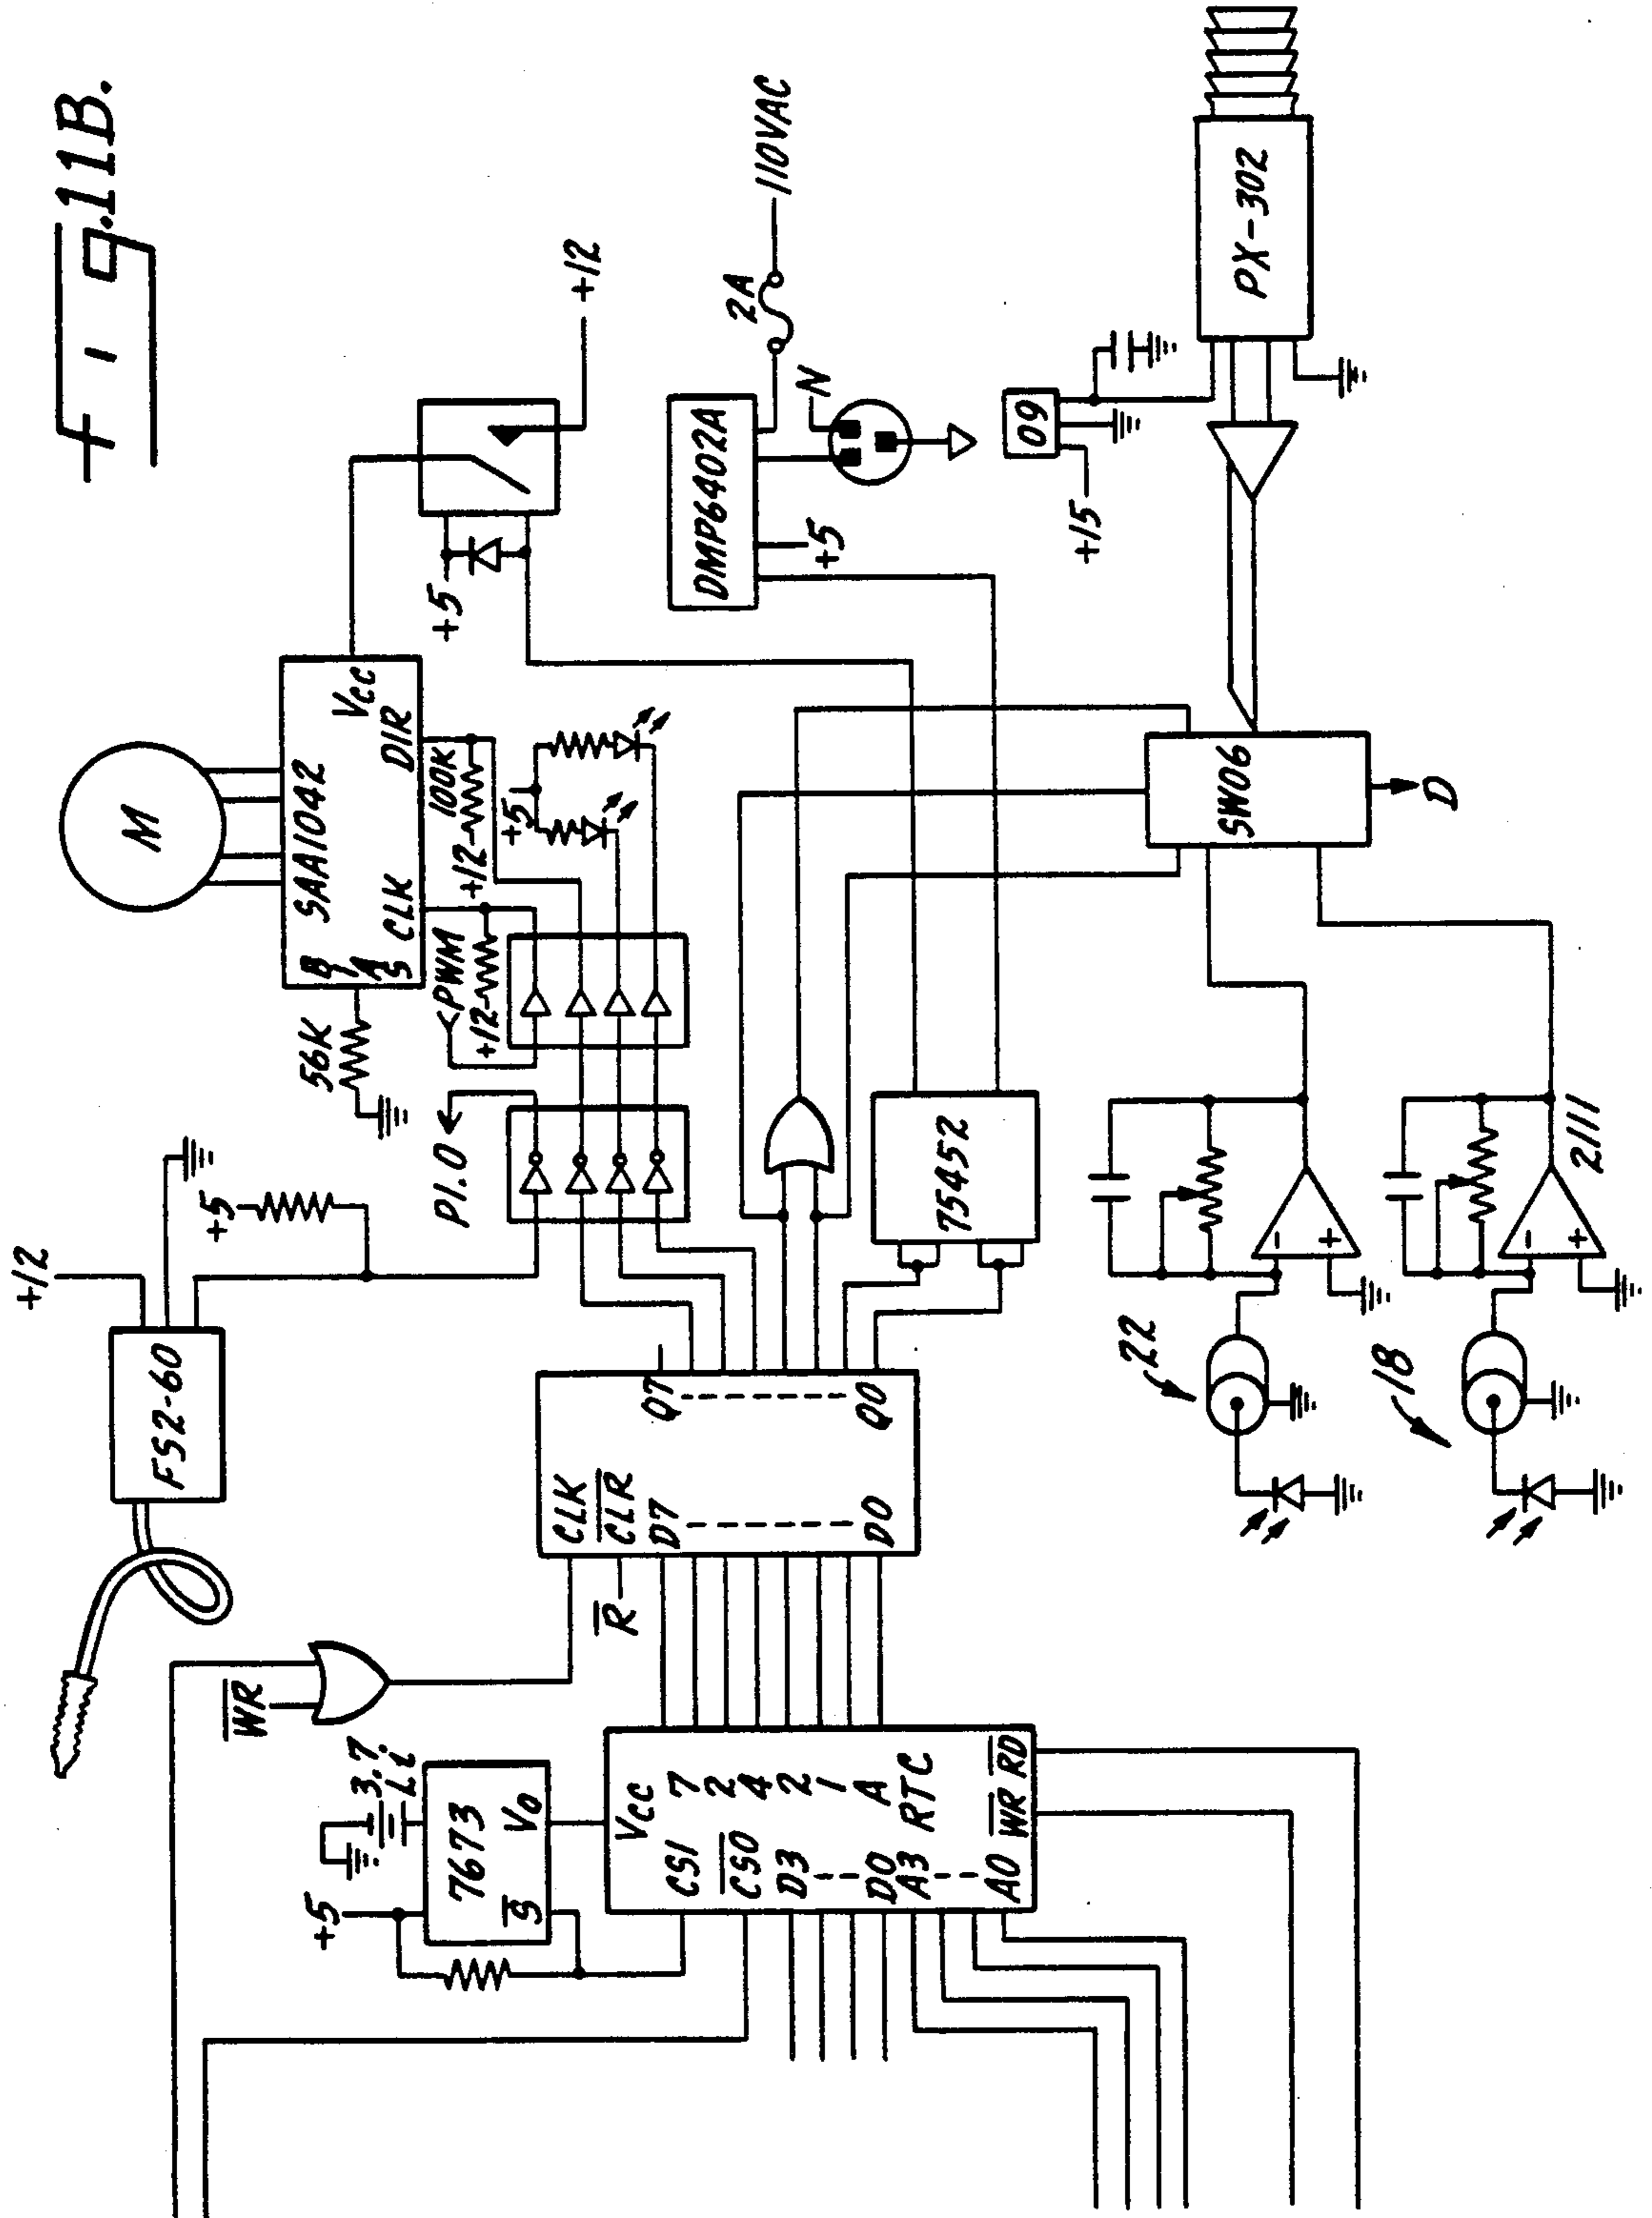 Fig. 11B.
M
SAA1042
BIAS
Vcc
CLK
DIR
56K
+12
100K
+12
PWM
+5
+12
+5
DMP6402A
+5
2A
110VAC
N
+15
09
PX-302
+12
FS2-60
+5
P1.0
75452
SW06
D
CLK
CLR
D7
D0
Q7
Q0
R
WR
3.7.
Li
+5
7673
S
Vo
Vcc
CS1
CS0
D3
D0
A3
A0
7
2
4
2
1
A
RTC
WR RD
22
18
-
+
-
+
2111